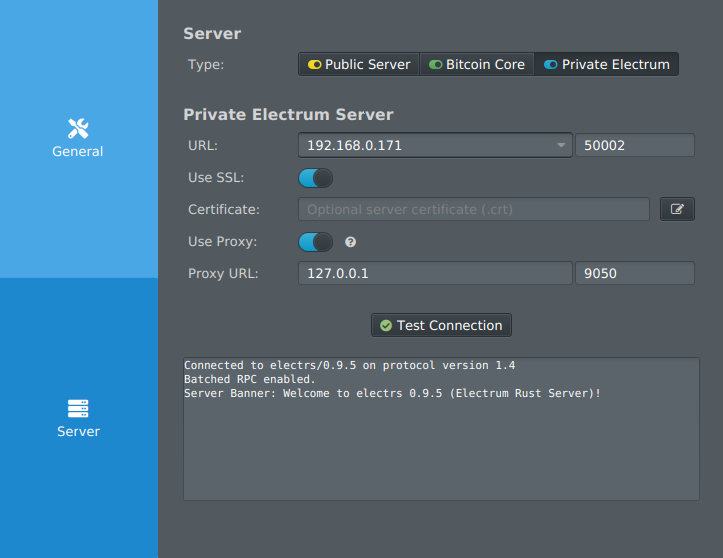 General
Server
Server
Type: Public Server Bitcoin Core Private Electrum
Private Electrum Server
URL: 192.168.0.171 50002
Use SSL:
Certificate: Optional server certificate (.crt)
Use Proxy: ?
Proxy URL: 127.0.0.1 9050
Test Connection
Connected to electrs/0.9.5 on protocol version 1.4
Batched RPC enabled.
Server Banner: Welcome to electrs 0.9.5 (Electrum Rust Server)!